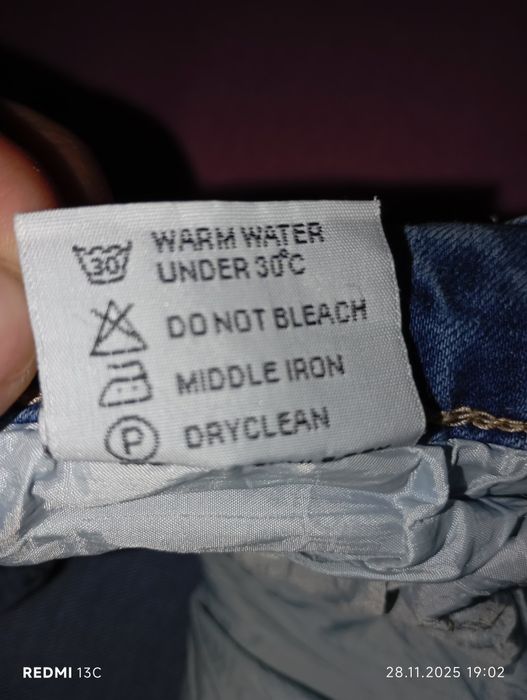 30 WARM WATER
UNDER 30°C
DO NOT BLEACH
MIDDLE IRON
P DRYCLEAN
REDMI 13C
28.11.2025 19:02